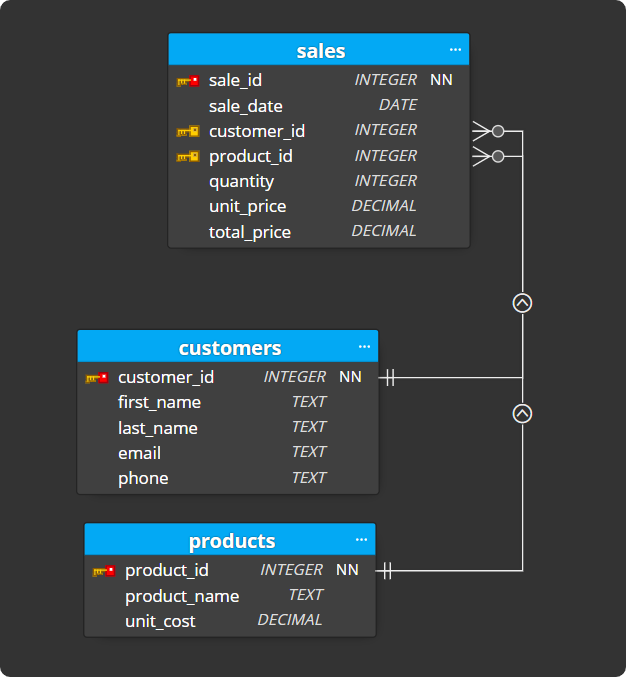 sales ...
sale_id INTEGER NN
sale_date DATE
customer_id INTEGER
product_id INTEGER
quantity INTEGER
unit_price DECIMAL
total_price DECIMAL
customers ...
customer_id INTEGER NN
first_name TEXT
last_name TEXT
email TEXT
phone TEXT
products ...
product_id INTEGER NN
product_name TEXT
unit_cost DECIMAL